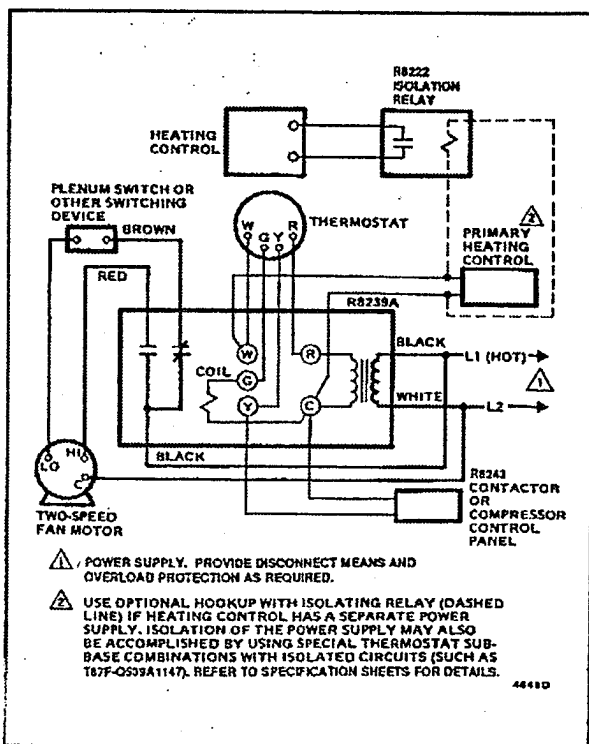 R8222
ISOLATION
RELAY
HEATING
CONTROL
PLENUM SWITCH OR
OTHER SWITCHING
DEVICE
BROWN
THERMOSTAT
W
G
Y
R
2
PRIMARY
HEATING
CONTROL
RED
R8239A
BLACK
L1 (HOT)
W
R
COIL
G
1
Y
C
WHITE
L2
BLACK
LO
HI
C
TWO-SPEED
FAN MOTOR
R8243
CONTACTOR
OR
COMPRESSOR
CONTROL
PANEL
1 POWER SUPPLY. PROVIDE DISCONNECT MEANS AND
OVERLOAD PROTECTION AS REQUIRED.
2 USE OPTIONAL HOOKUP WITH ISOLATING RELAY (DASHED
LINE) IF HEATING CONTROL HAS A SEPARATE POWER
SUPPLY. ISOLATION OF THE POWER SUPPLY MAY ALSO
BE ACCOMPLISHED BY USING SPECIAL THERMOSTAT SUB-
BASE COMBINATIONS WITH ISOLATED CIRCUITS (SUCH AS
REFER TO SPECIFICATION SHEETS FOR DETAILS.